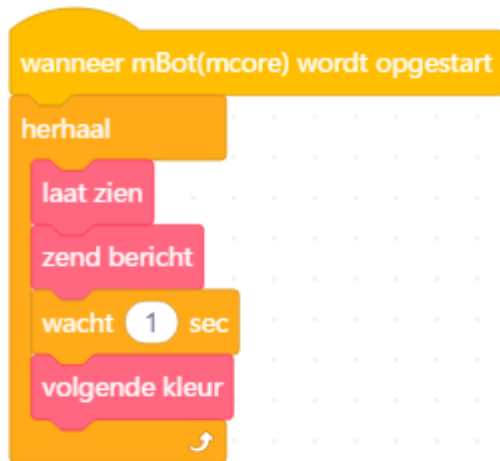 wanneer mBot(mcore) wordt opgestart
herhaal
laat zien
zend bericht
wacht 1 sec
volgende kleur